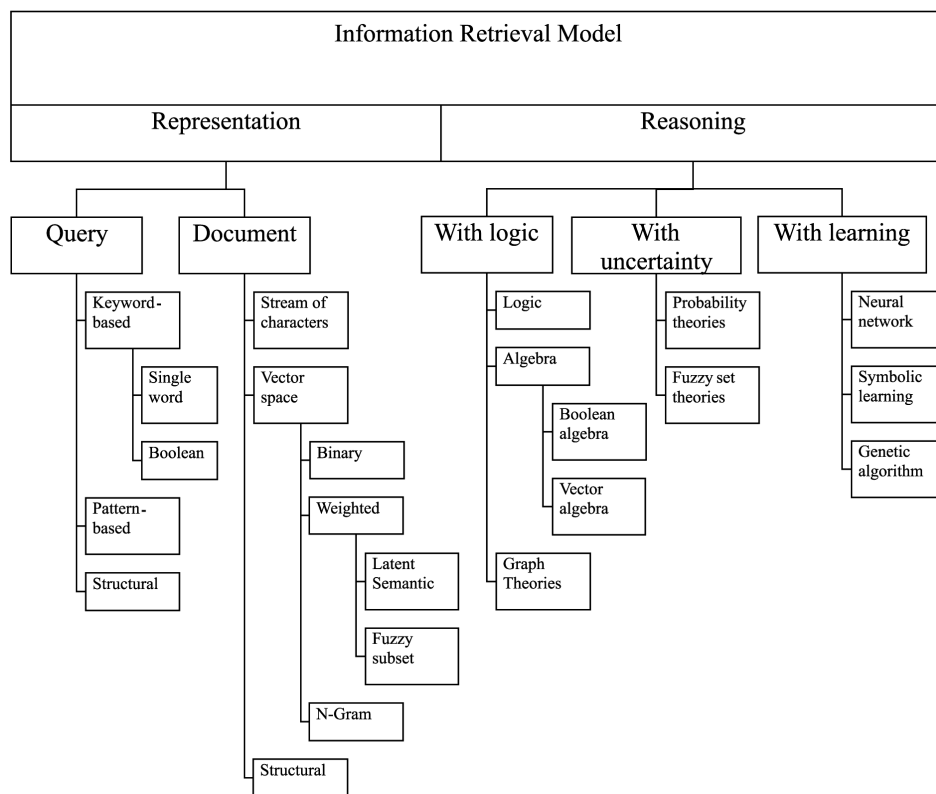 Information Retrieval Model
Representation
Reasoning
Query
Keyword-
based
Single
word
Boolean
Pattern-
based
Structural
Document
Stream of
characters
Vector
space
Binary
Weighted
Latent
Semantic
Fuzzy
subset
N-Gram
Structural
With logic
Logic
Algebra
Boolean
algebra
Vector
algebra
Graph
Theories
With
uncertainty
Probability
theories
Fuzzy set
theories
With learning
Neural
network
Symbolic
learning
Genetic
algorithm